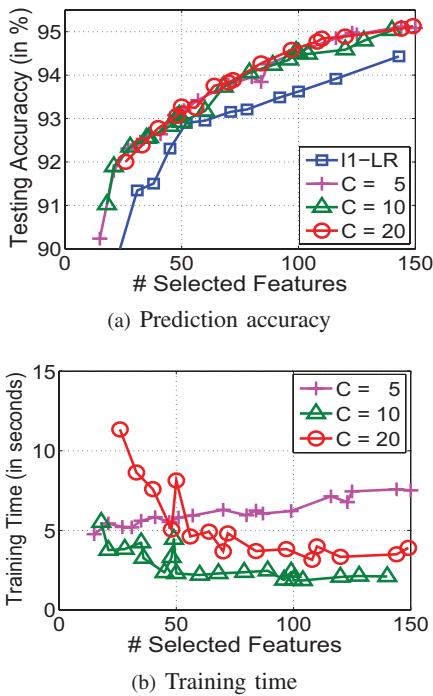 Testing Accuraccy (in %)
95
94
93
92
91
90
0
50
100
150
# Selected Features
l1-LR
C = 5
C = 10
C = 20
(a) Prediction accuracy
Training Time (in seconds)
15
10
5
0
0
50
100
150
# Selected Features
C = 5
C = 10
C = 20
(b) Training time